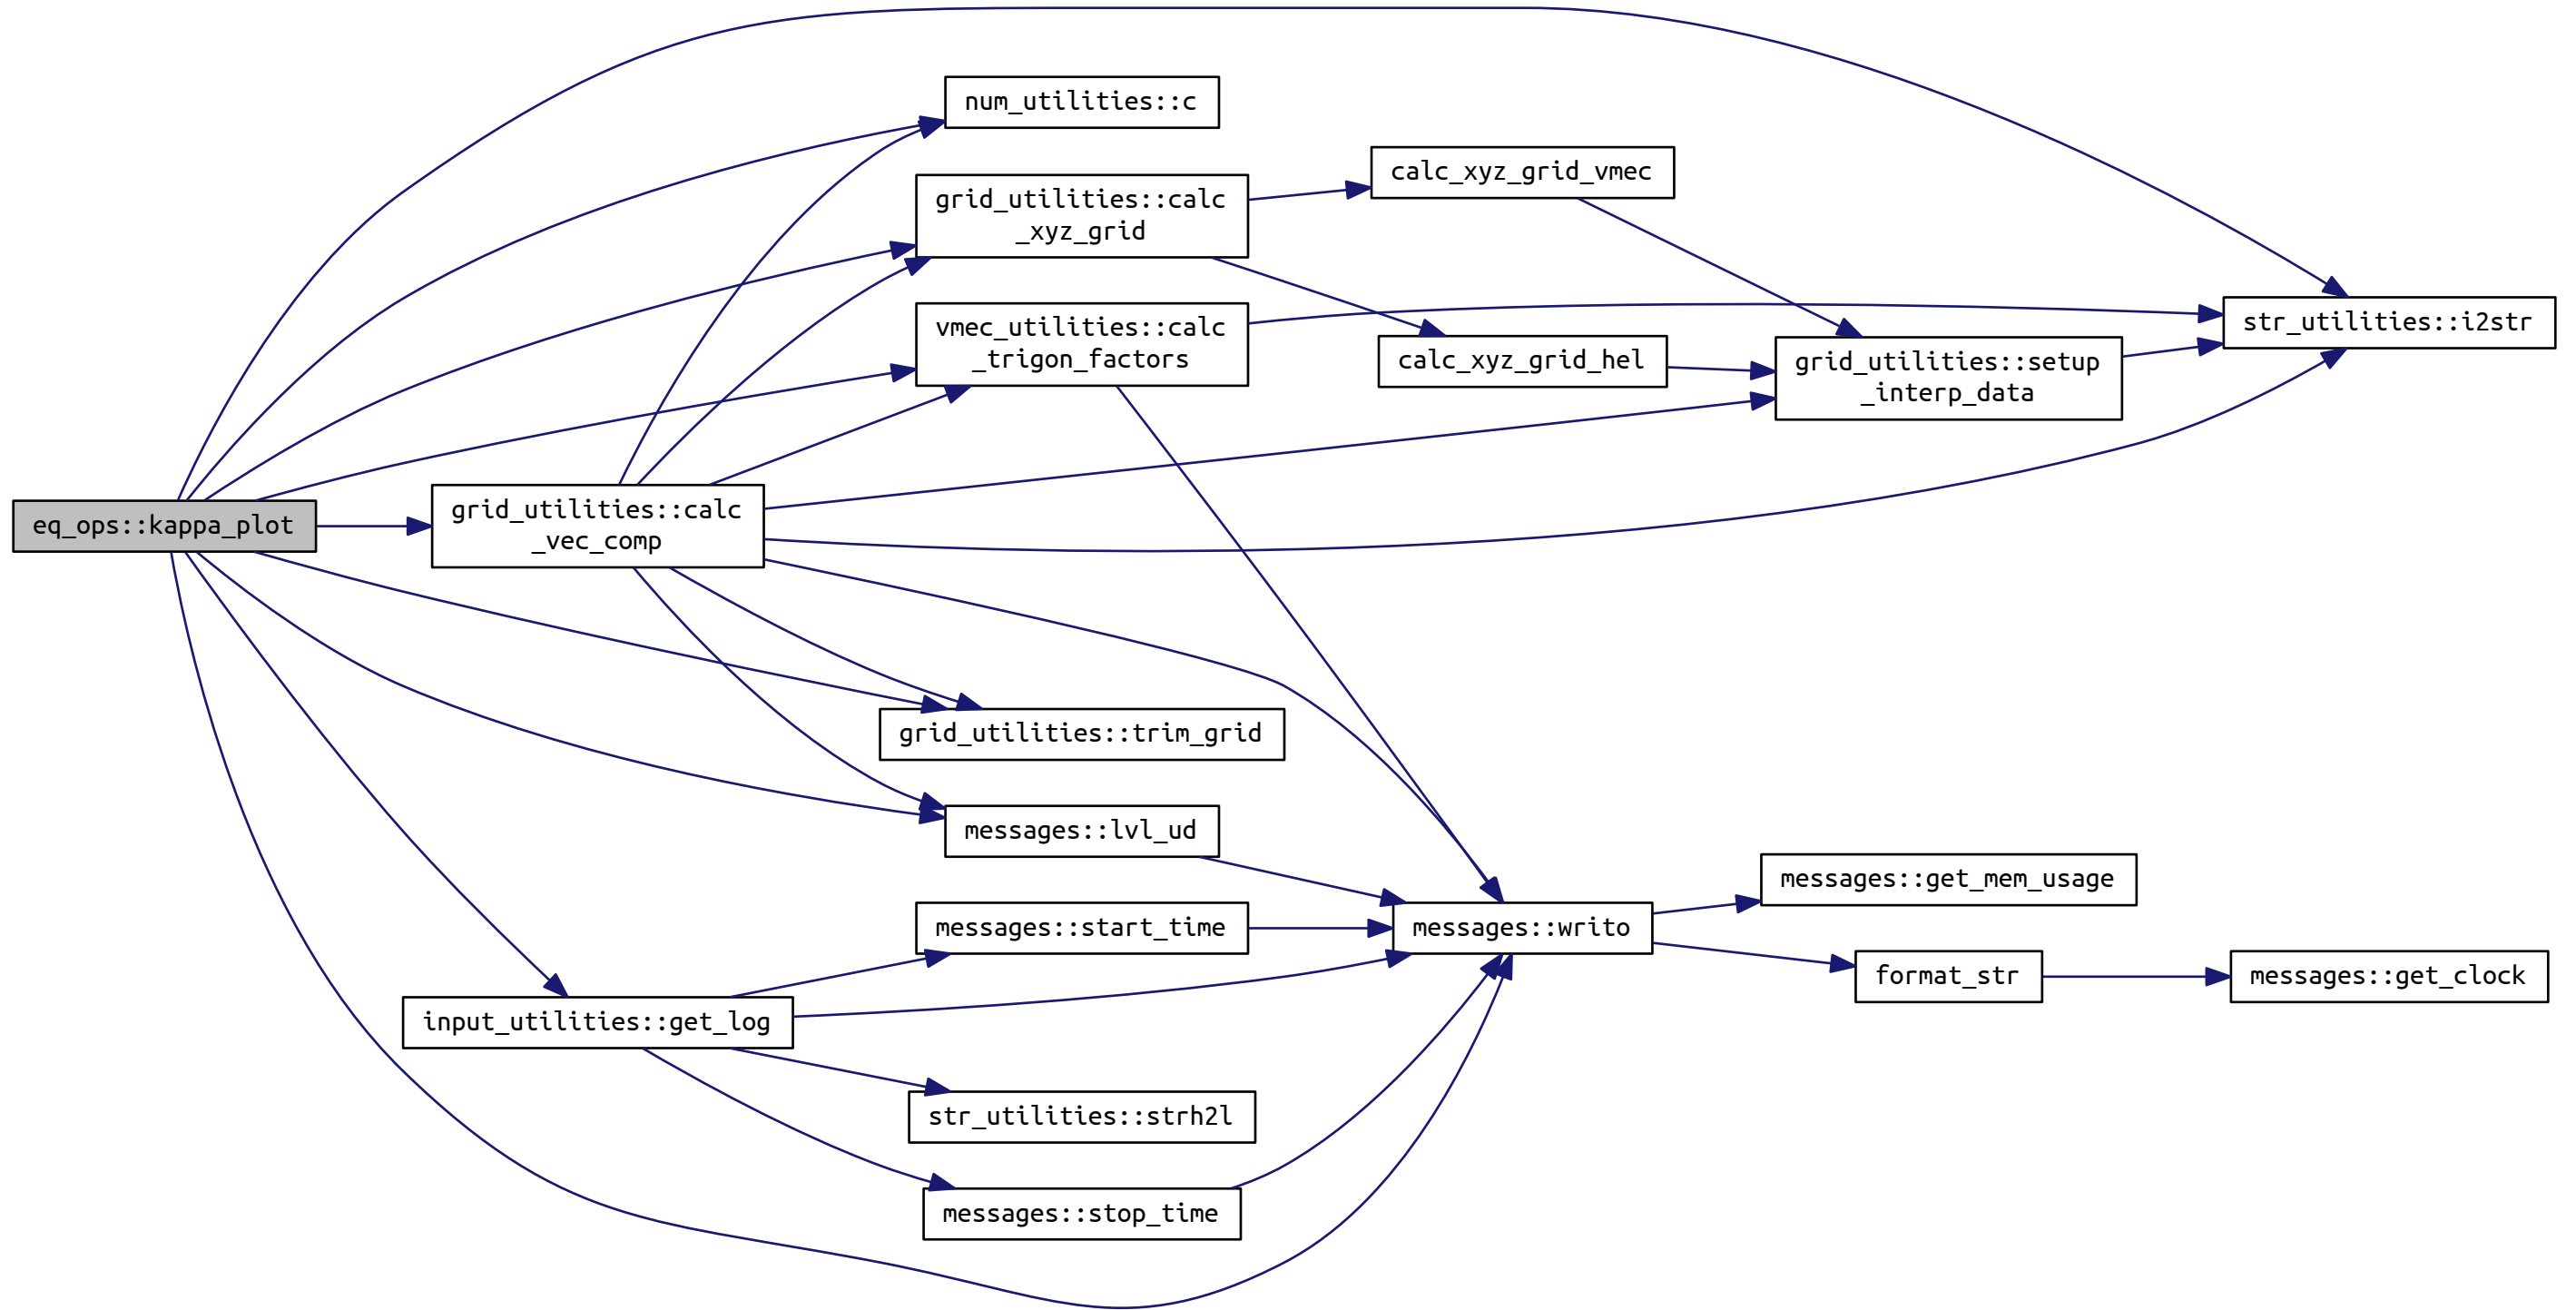 num_utilities::c
calc_xyz_grid_vmec
grid_utilities::calc
_xyz_grid
str_utilities::i2str
vmec_utilities::calc
_trigon_factors
calc_xyz_grid_hel
grid_utilities::setup
_interp_data
eq_ops::kappa_plot
grid_utilities::calc
_vec_comp
grid_utilities::trim_grid
messages::lvl_ud
messages::get_mem_usage
messages::start_time
messages::writo
format_str
messages::get_clock
input_utilities::get_log
str_utilities::strh2l
messages::stop_time